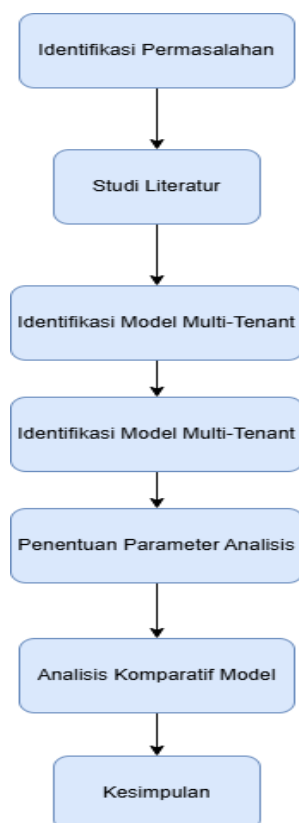 Identifikasi Permasalahan
Studi Literatur
Identifikasi Model Multi-Tenant
Identifikasi Model Multi-Tenant
Penentuan Parameter Analisis
Analisis Komparatif Model
Kesimpulan